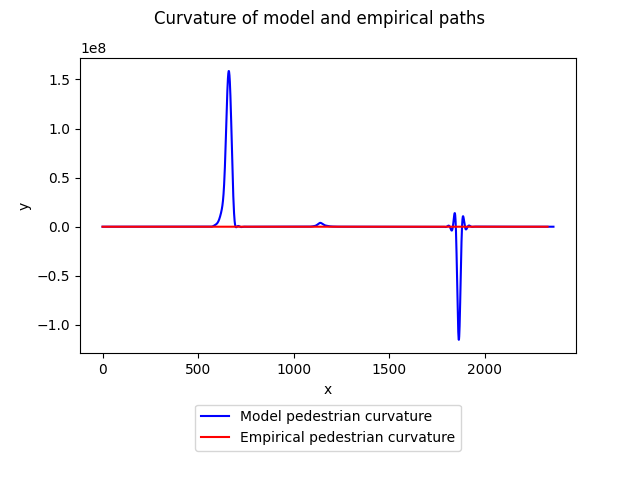 Curvature of model and empirical paths
1e8
1.5
1.0
0.5
0.0
−0.5
−1.0
y
0 500 1000 1500 2000
x
Model pedestrian curvature
Empirical pedestrian curvature